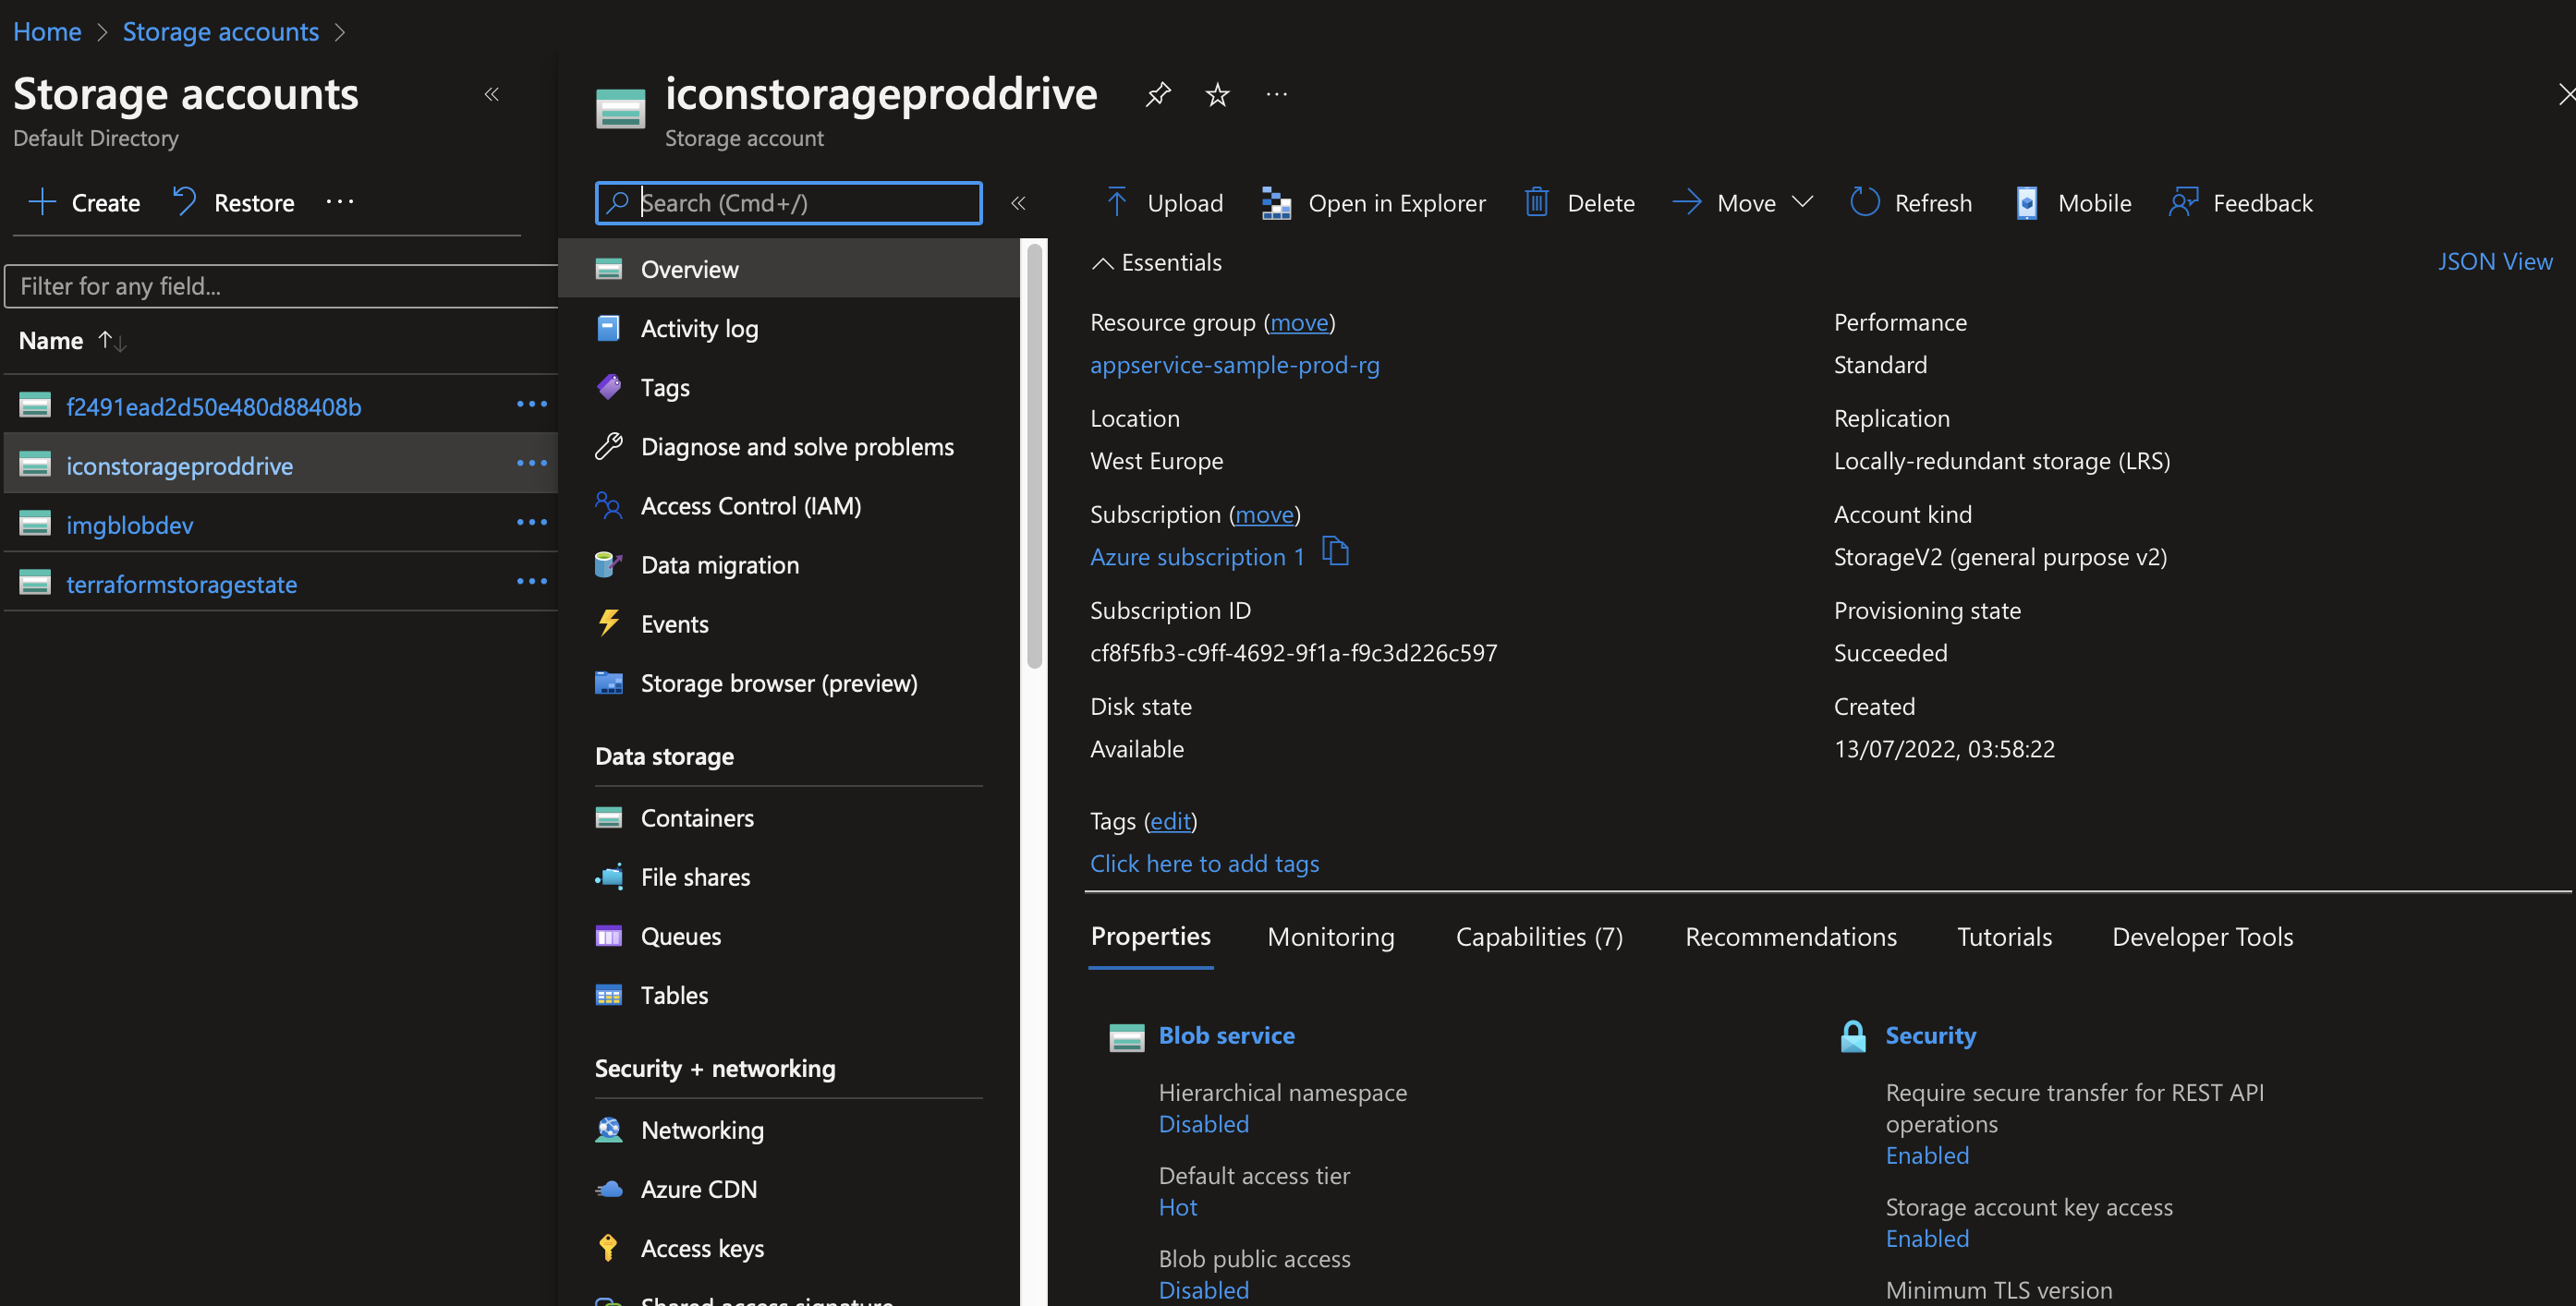 Home > Storage accounts >
Storage accounts
Default Directory
Create
Restore
Filter for any field...
Name
f2491ead2d50e480d88408b
iconstorageproddrive
imgblobdev
terraformstoragestate
iconstorageproddrive
Storage account
Search (Cmd+/)
Overview
Activity log
Tags
Diagnose and solve problems
Access Control (IAM)
Data migration
Events
Storage browser (preview)
Data storage
Containers
File shares
Queues
Tables
Security + networking
Networking
Azure CDN
Access keys
Shared access signature
Upload
Open in Explorer
Delete
Move
Refresh
Mobile
Feedback
Essentials
JSON View
Resource group (move)
appservice-sample-prod-rg
Location
West Europe
Subscription (move)
Azure subscription 1
Subscription ID
cf8f5fb3-c9ff-4692-9f1a-f9c3d226c597
Disk state
Available
Performance
Standard
Replication
Locally-redundant storage (LRS)
Account kind
StorageV2 (general purpose v2)
Provisioning state
Succeeded
Created
13/07/2022, 03:58:22
Tags (edit)
Click here to add tags
Properties
Monitoring
Capabilities (7)
Recommendations
Tutorials
Developer Tools
Blob service
Hierarchical namespace
Disabled
Default access tier
Hot
Blob public access
Disabled
Security
Require secure transfer for REST API
operations
Enabled
Storage account key access
Enabled
Minimum TLS version